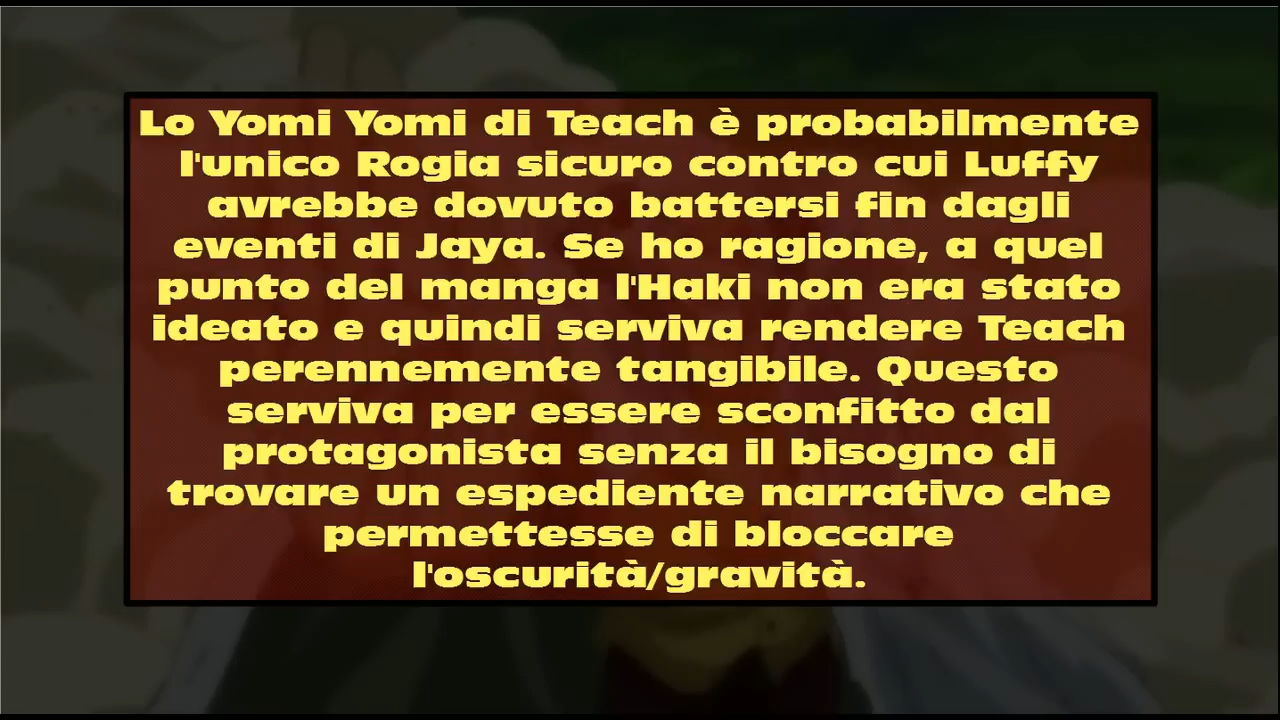 Lo Yomi Yomi di Teach è probabilmente
l'unico Rogia sicuro contro cui Luffy
avrebbe dovuto battersi fin dagli
eventi di Jaya. Se ho ragione, a quel
punto del manga l'Haki non era stato
ideato e quindi serviva rendere Teach
perennemente tangibile. Questo
serviva per essere sconfitto dal
protagonista senza il bisogno di
trovare un espediente narrativo che
permettesse di bloccare
l'oscurità/gravità.